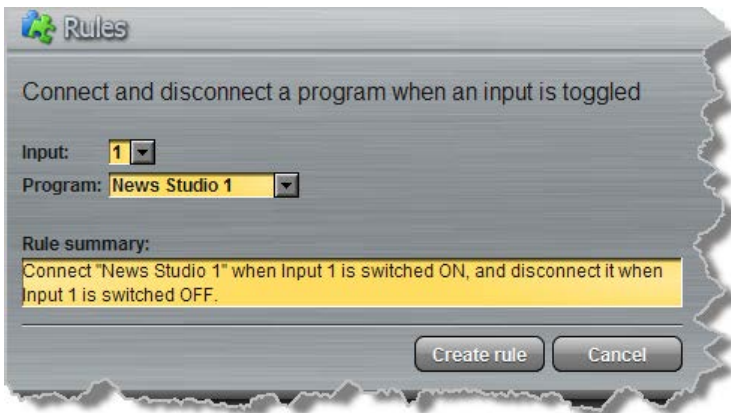 Rules
Connect and disconnect a program when an input is toggled
Input: 1
Program: News Studio 1
Rule summary:
Connect "News Studio 1" when Input 1 is switched ON, and disconnect it when
Input 1 is switched OFF.
Create rule Cancel